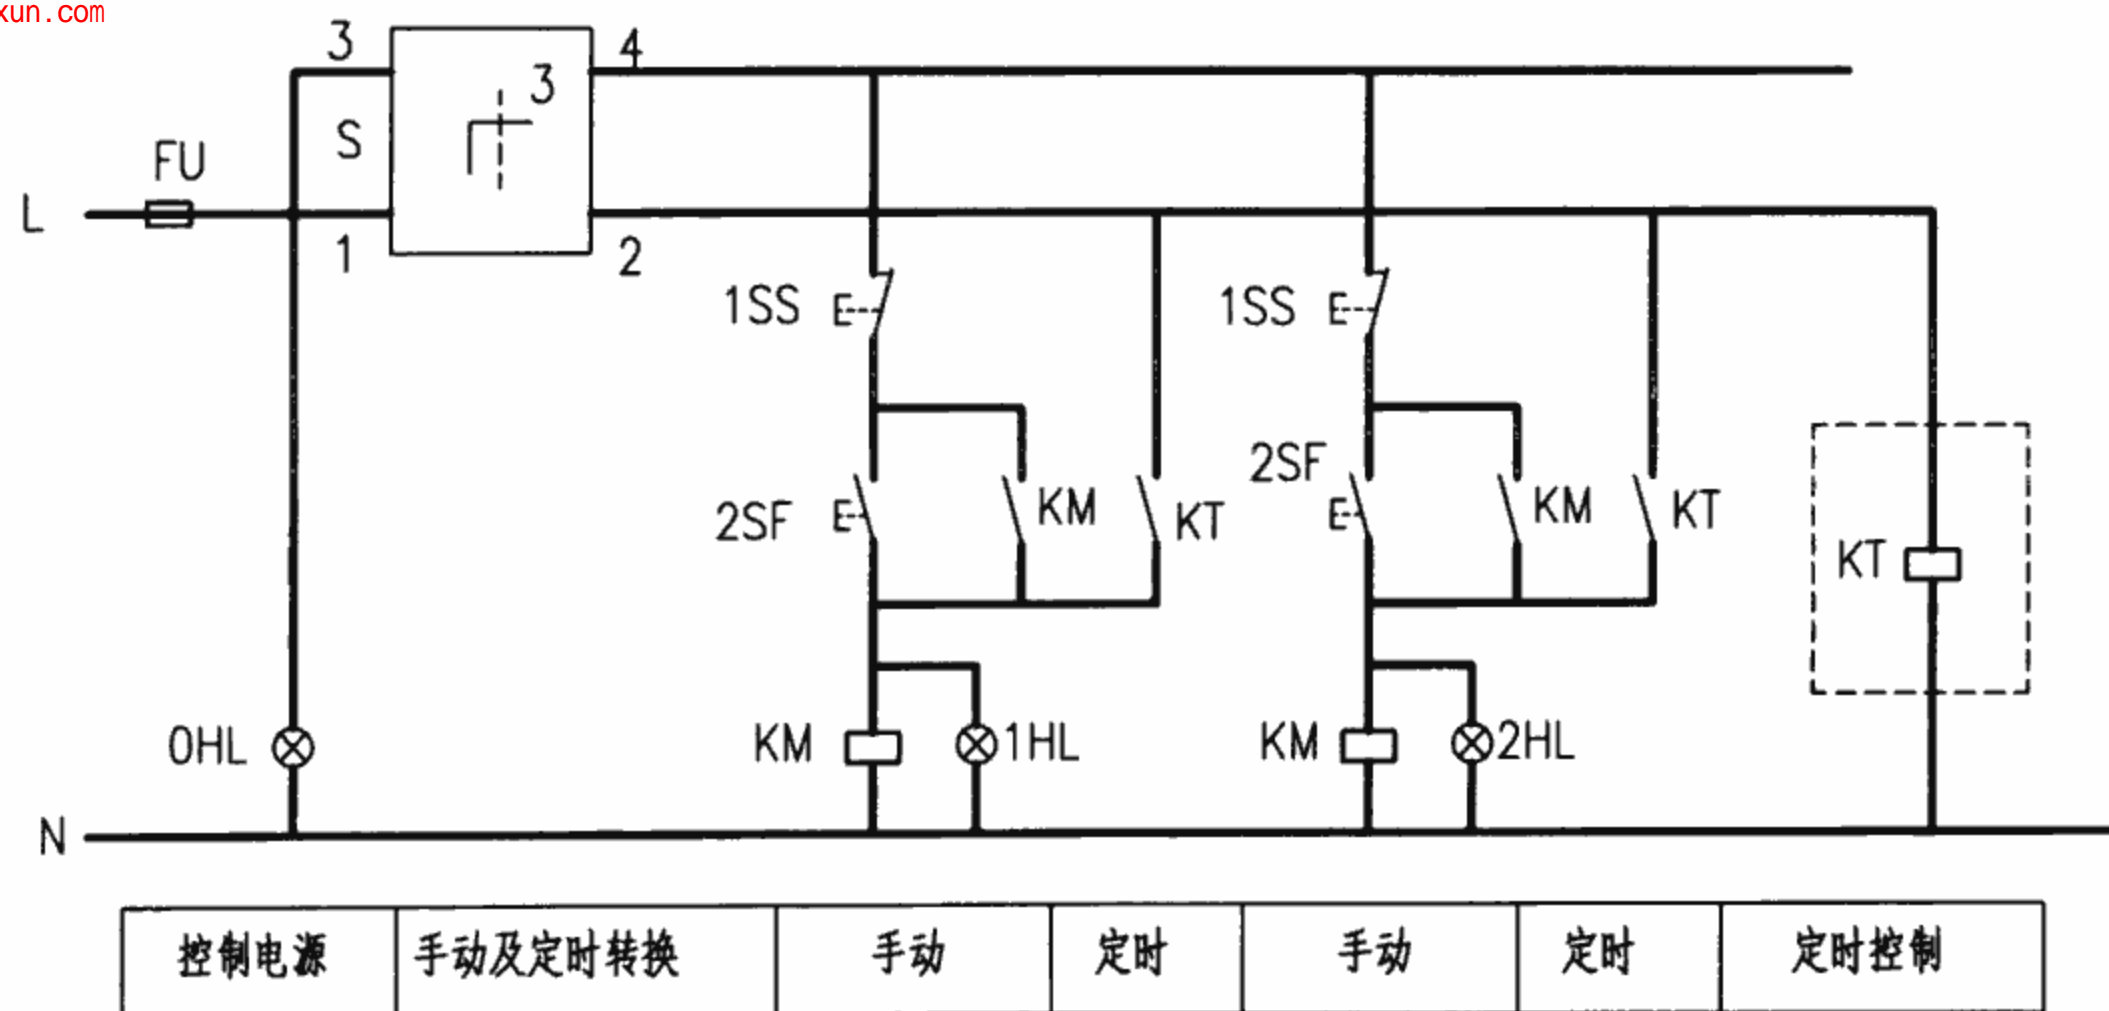 xun.com
3
4
3
S
FU
L
1
2
1SS
E
1SS
E
2SF
E
KM
KT
2SF
E
KM
KT
KT
0HL
KM
1HL
KM
2HL
N
控制电源 手动及定时转换 手动 定时 手动 定时 定时控制